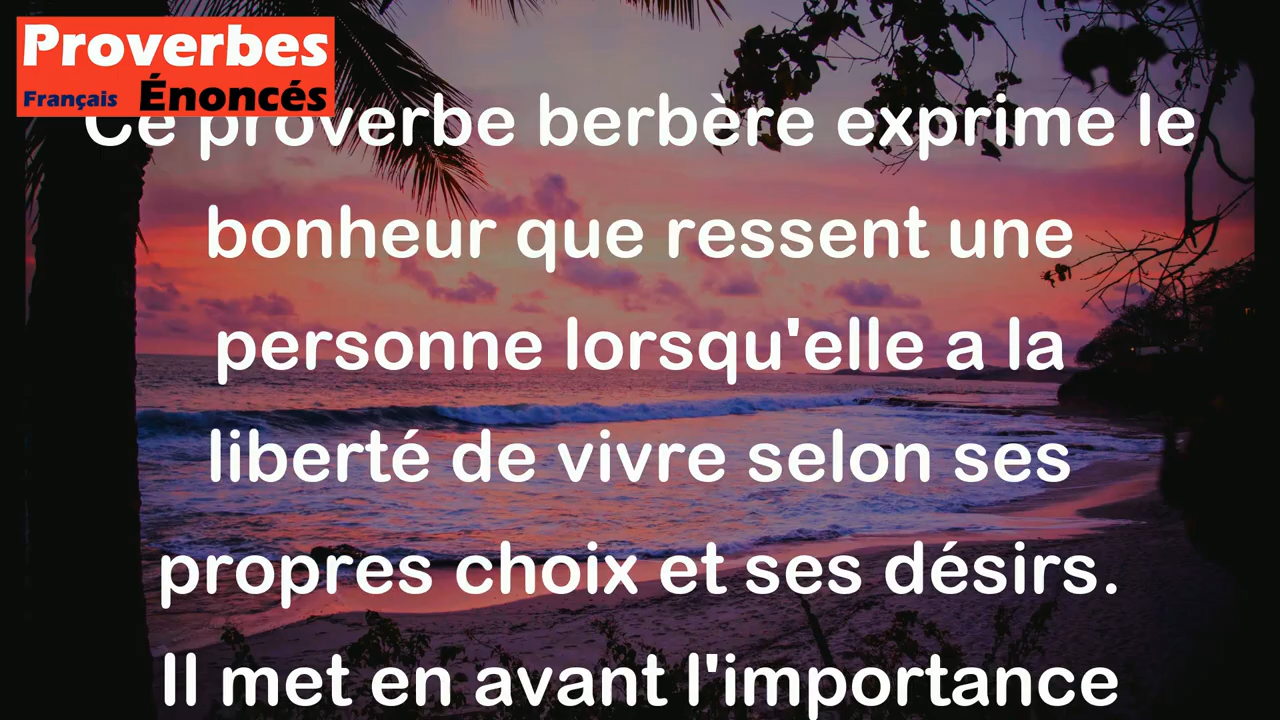 Proverbes
Français Énoncés
Ce proverbe berbère exprime le
bonheur que ressent une
personne lorsqu'elle a la
liberté de vivre selon ses
propres choix et ses désirs.
Il met en avant l'importance